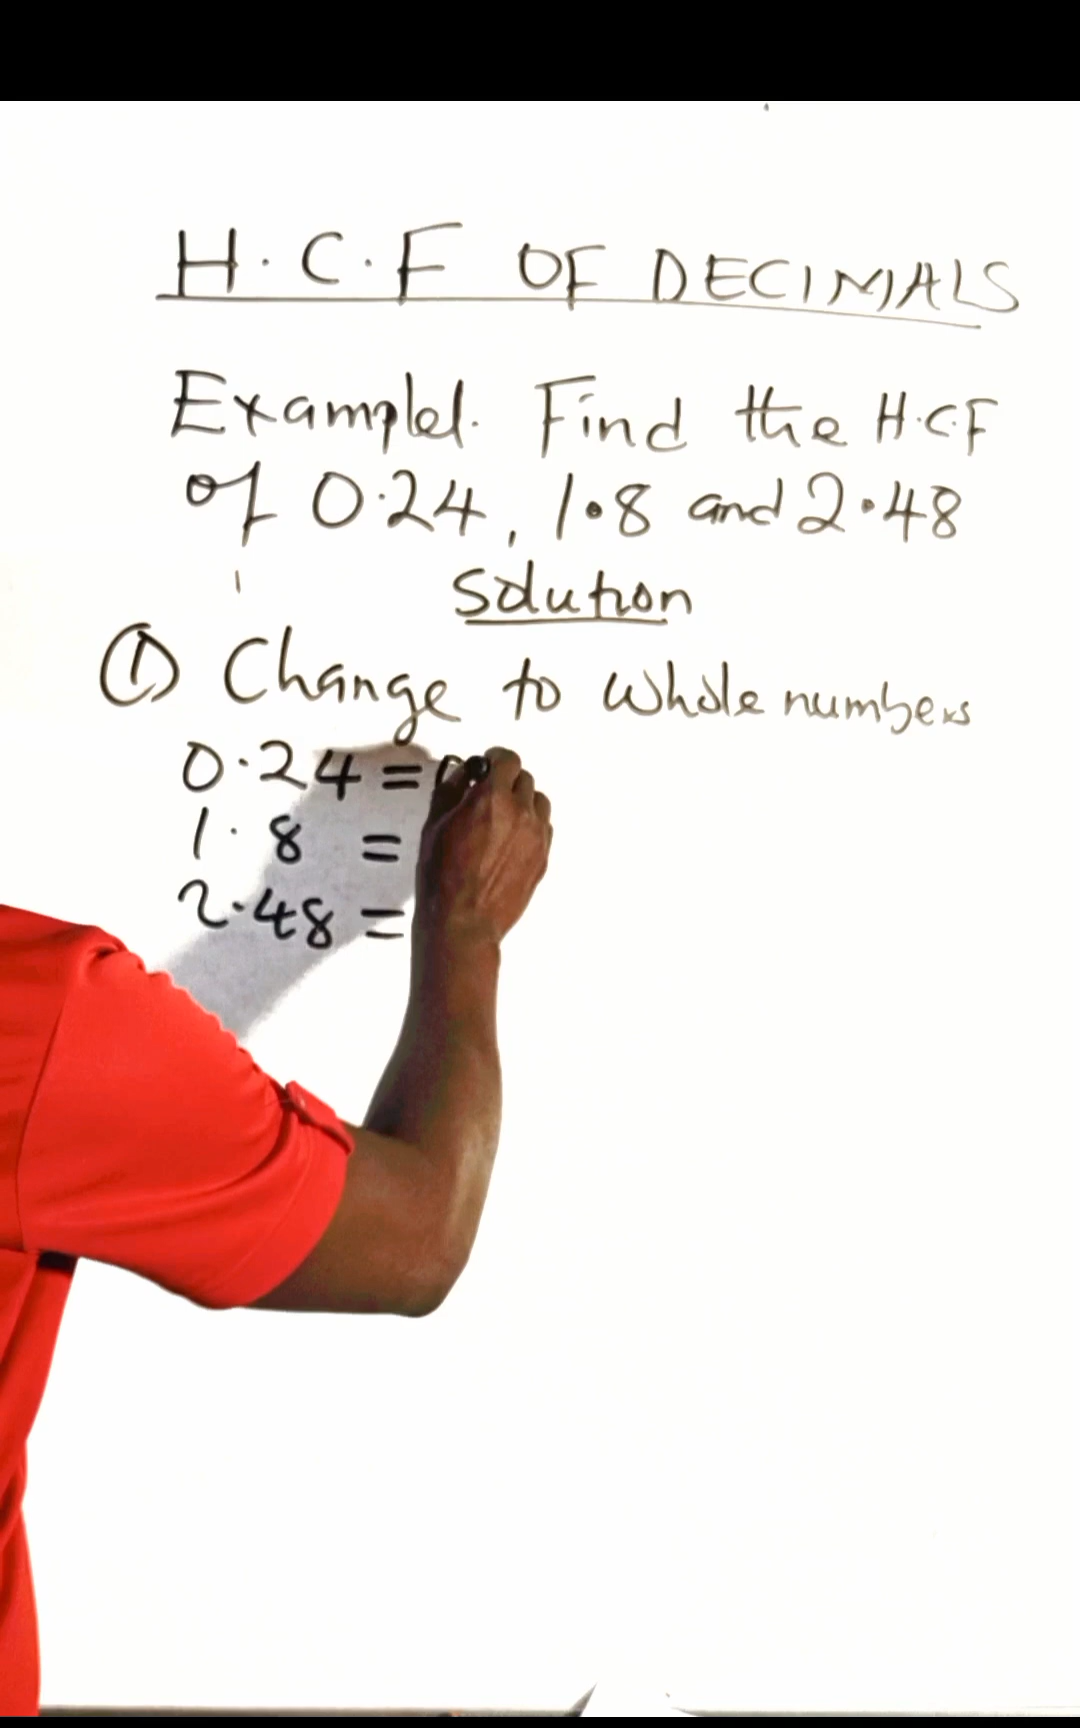 H.C.F OF DECIMALS
Example1. Find the H.C.F
of 0.24, 1.8 and 2.48
Solution
① Change to Whole numbers
0.24 = 0
1.8 =
2.48 =